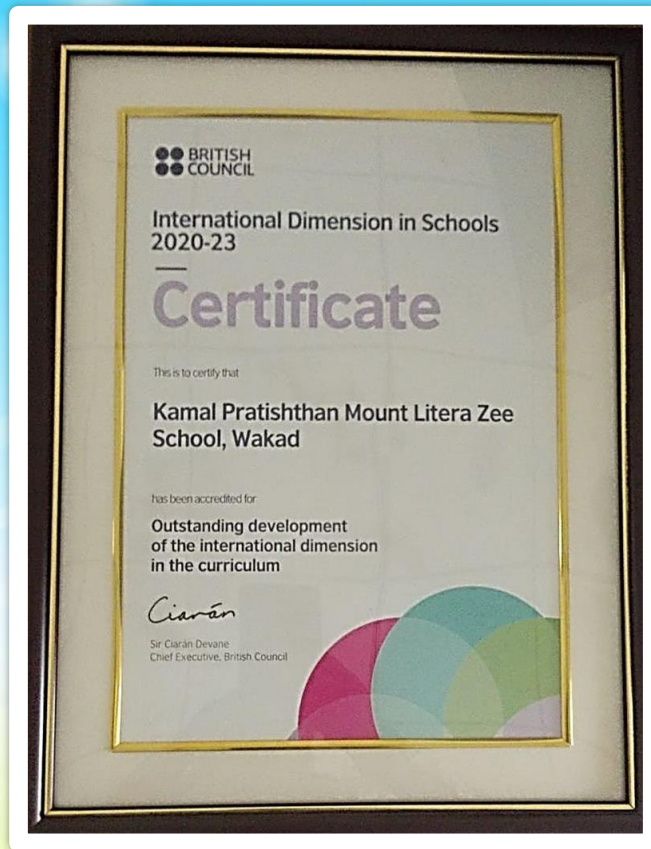 BRITISH
COUNCIL
International Dimension in Schools
2020-23
Certificate
This is to certify that
Kamal Pratishthan Mount Litera Zee
School, Wakad
has been accredited for
Outstanding development
of the international dimension
in the curriculum
Ciarán
Sir Ciarán Devane
Chief Executive, British Council